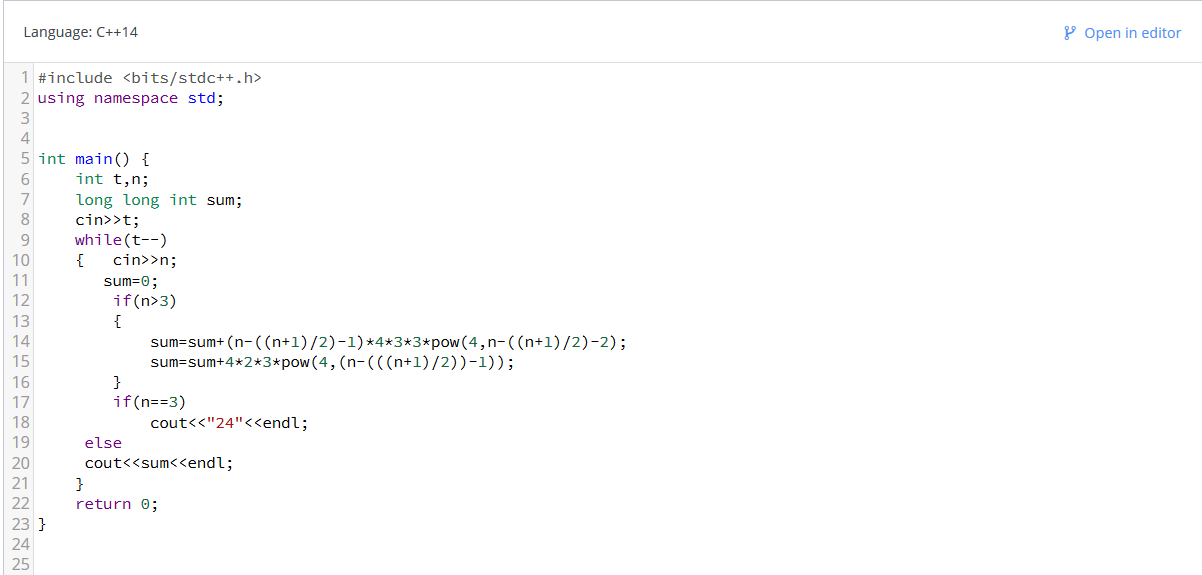 Language: C++14
Open in editor
1 #include <bits/stdc++.h>
2 using namespace std;
3
4
5 int main() {
6     int t,n;
7     long long int sum;
8     cin>>t;
9     while(t--)
10     {   cin>>n;
11        sum=0;
12         if(n>3)
13         {
14             sum=sum+(n-((n+1)/2)-1)*4*3*3*pow(4,n-((n+1)/2)-2);
15             sum=sum+4*2*3*pow(4,(n-(((n+1)/2))-1));
16         }
17         if(n==3)
18             cout<<"24"<<endl;
19      else
20      cout<<sum<<endl;
21     }
22     return 0;
23 }
24
25